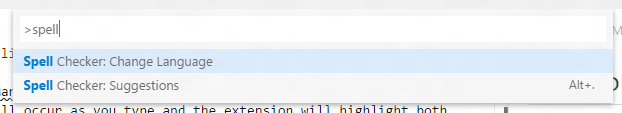 >spell
Spell Checker: Change Language
Spell Checker: Suggestions Alt+.
ll occur as you type and the extension will highlight both